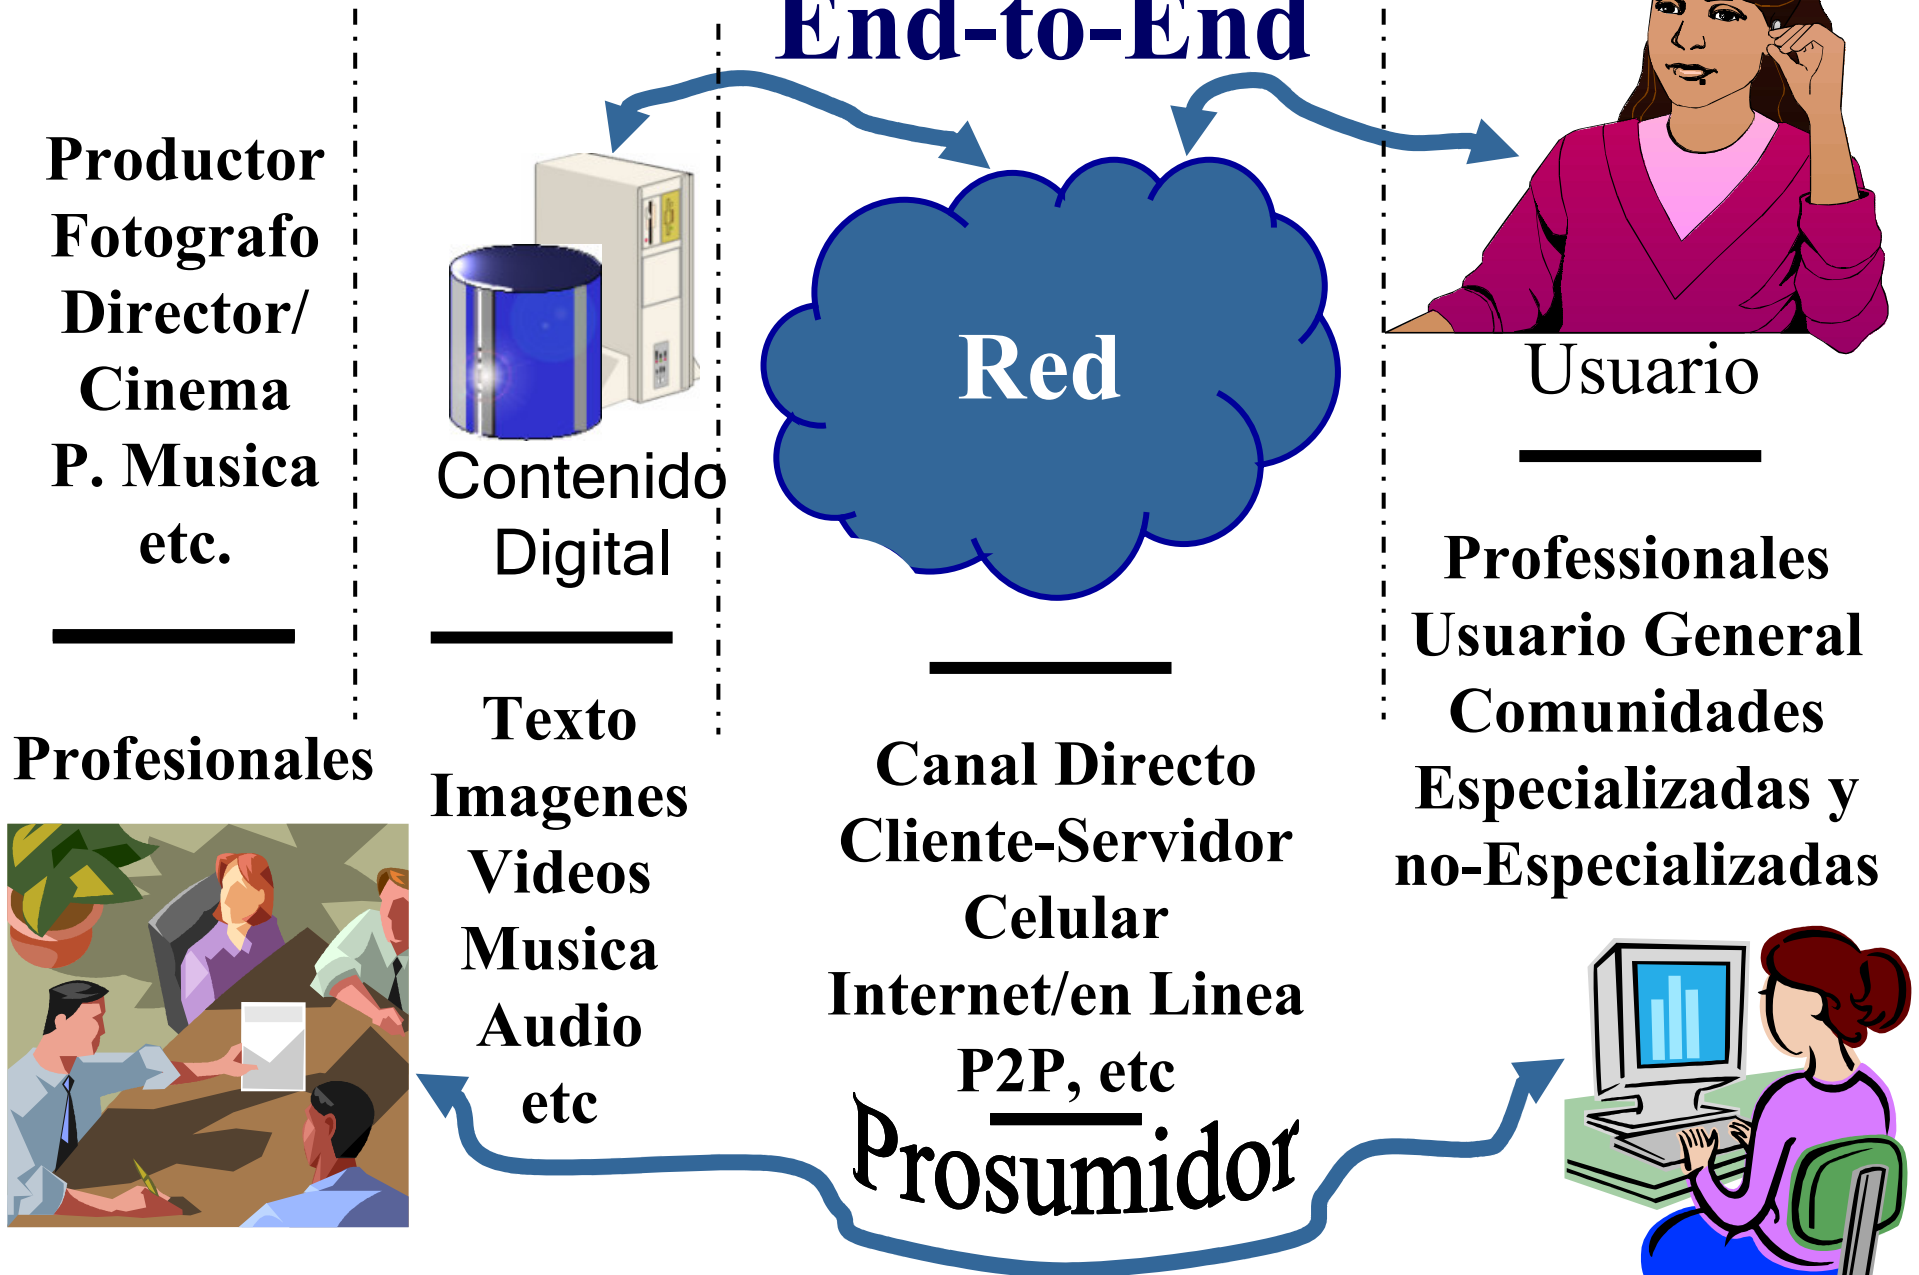 End-to-End
Productor
Fotografo
Director/
Cinema
P. Musica
etc.
Profesionales
Contenido
Digital
Texto
Imagenes
Videos
Musica
Audio
etc
Red
Canal Directo
Cliente-Servidor
Celular
Internet/en Linea
P2P, etc
Prosumidor
Usuario
Professionales
Usuario General
Comunidades
Especializadas y
no-Especializadas